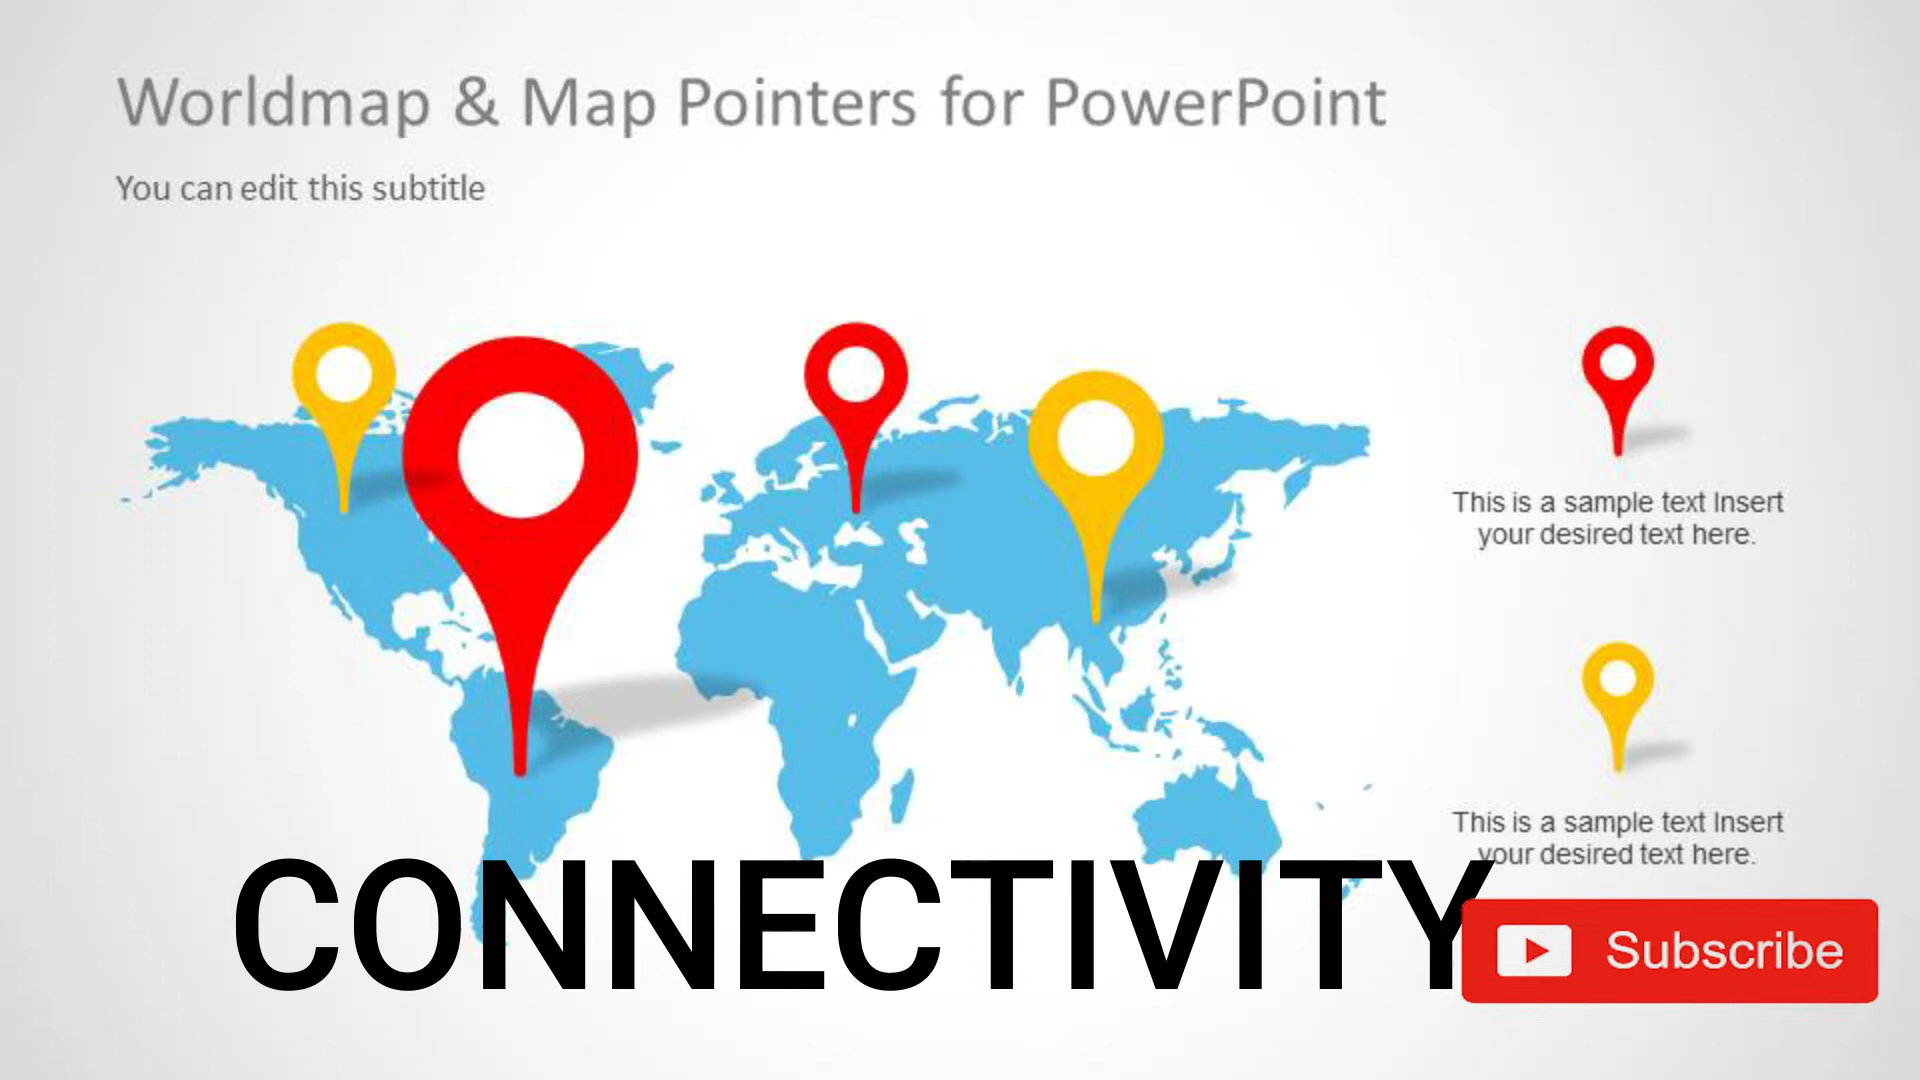 Worldmap & Map Pointers for PowerPoint
You can edit this subtitle
This is a sample text Insert
your desired text here.
This is a sample text Insert
your desired text here.
CONNECTIVITY
Subscribe